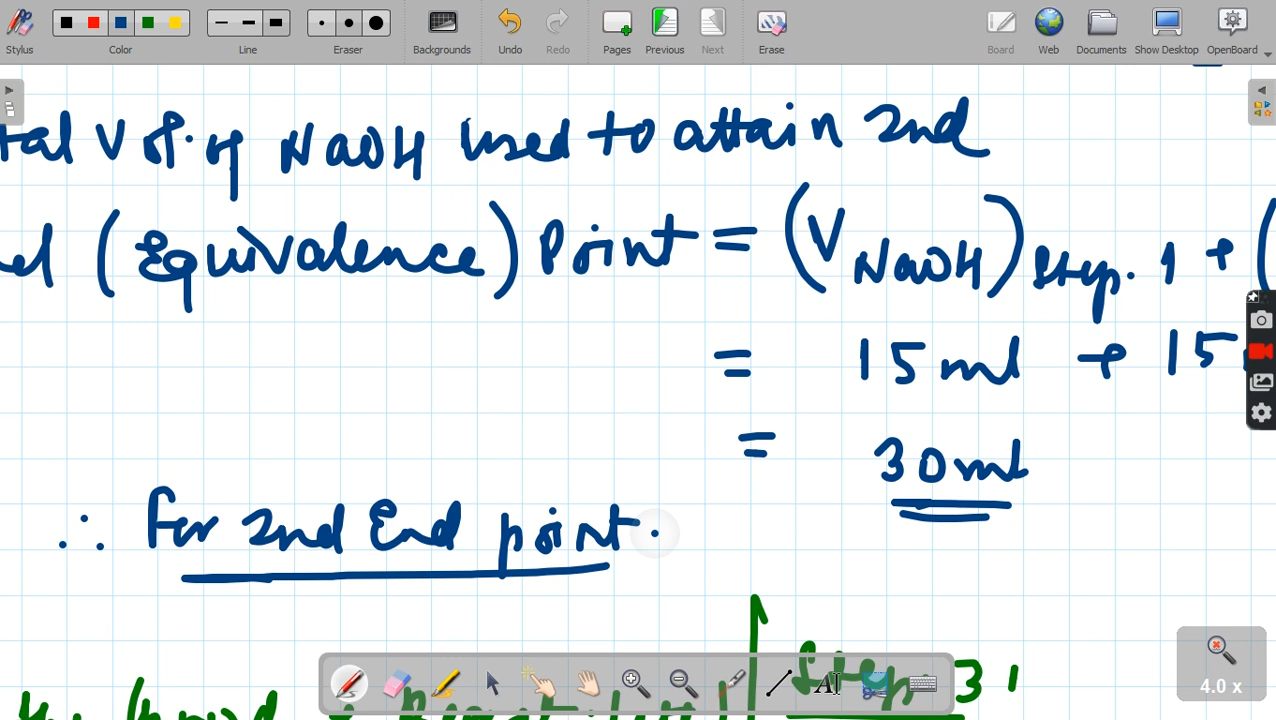 Stylus Color Line Eraser Backgrounds Undo Redo Pages Previous Next Erase Board Web Documents Show Desktop OpenBoard
tal Vol. of NaOH used to attain 2nd
(Equivalence) Point = (V NaOH) Step. 1 + (
= 15 ml + 15
= 30 ml
∴ For 2nd End point.
Step 3
4.0 x